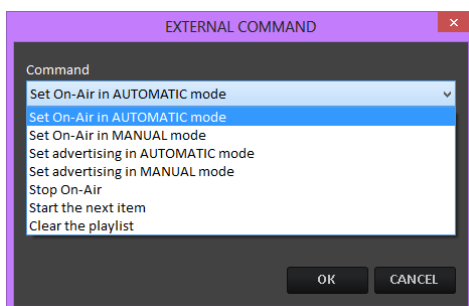 EXTERNAL COMMAND
×
Command
Set On-Air in AUTOMATIC mode
Set On-Air in AUTOMATIC mode
Set On-Air in MANUAL mode
Set advertising in AUTOMATIC mode
Set advertising in MANUAL mode
Stop On-Air
Start the next item
Clear the playlist
OK CANCEL